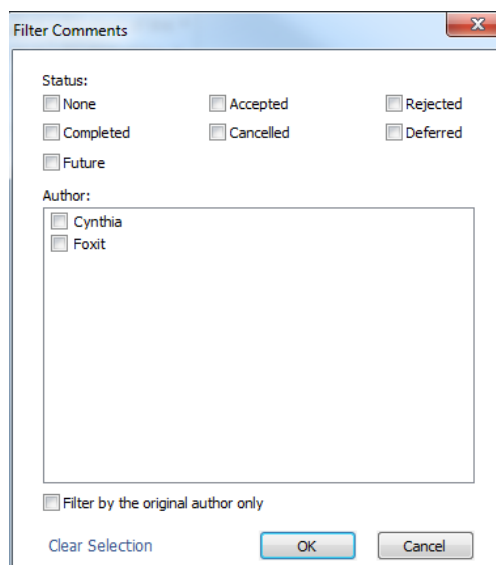 Filter Comments
Status:
None Accepted Rejected
Completed Cancelled Deferred
Future
Author:
Cynthia
Foxit
Filter by the original author only
Clear Selection OK Cancel